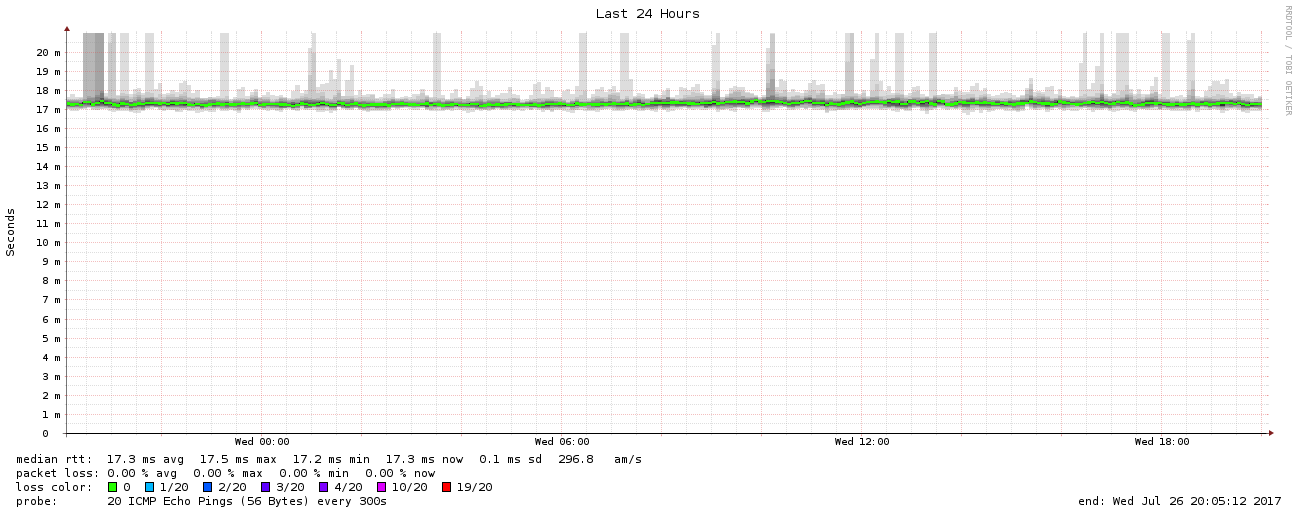 Last 24 Hours
RRDTOOL / TOBI OETIKER
Seconds
20 m
19 m
18 m
17 m
16 m
15 m
14 m
13 m
12 m
11 m
10 m
9 m
8 m
7 m
6 m
5 m
4 m
3 m
2 m
1 m
0
Wed 00:00 Wed 06:00 Wed 12:00 Wed 18:00
median rtt: 17.3 ms avg 17.5 ms max 17.2 ms min 17.3 ms now 0.1 ms sd 296.8 am/s
packet loss: 0.00 % avg 0.00 % max 0.00 % min 0.00 % now
loss color: 0 1/20 2/20 3/20 4/20 10/20 19/20
probe: 20 ICMP Echo Pings (56 Bytes) every 300s end: Wed Jul 26 20:05:12 2017